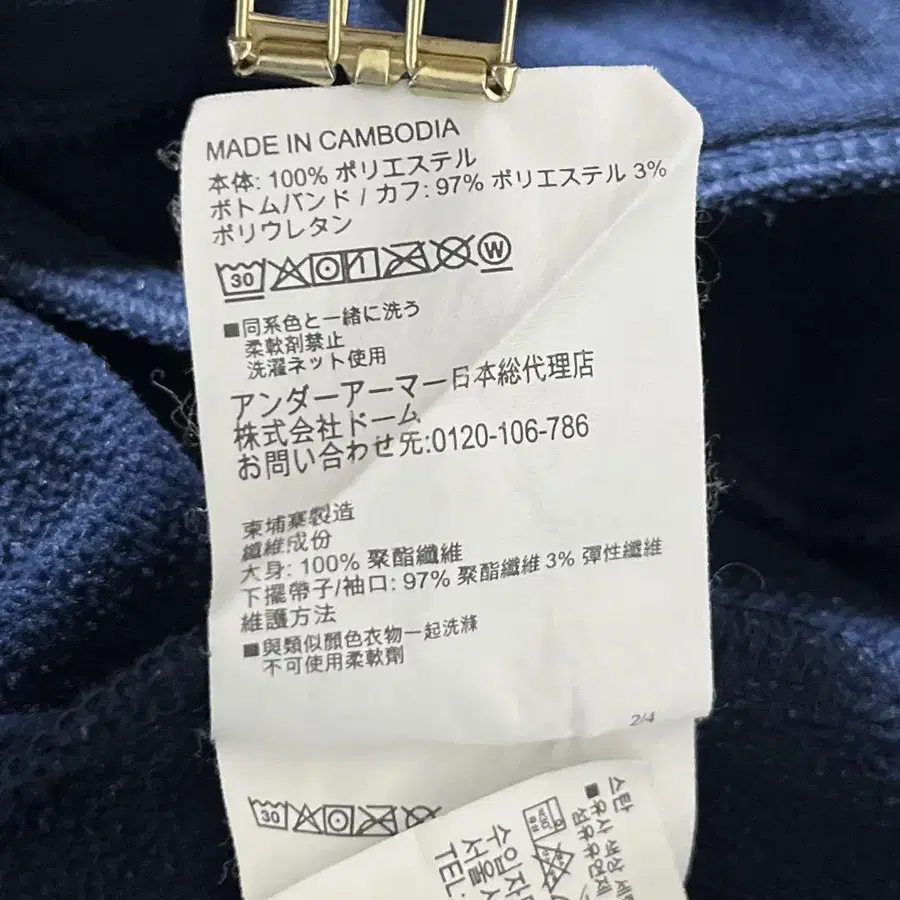 MADE IN CAMBODIA
本体: 100% ポリエステル
ボトムバンド / カフ: 97% ポリエステル 3%
ポリウレタン
30 W
■同系色と一緒に洗う
柔軟剤禁止
洗濯ネット使用
アンダーアーマー日本総代理店
株式会社ドーム
お問い合わせ先:0120-106-786
柬埔寨製造
纖維成份
大身: 100% 聚酯纖維
下擺帶子/袖口: 97% 聚酯纖維 3% 彈性纖維
維護方法
■與類似顏色衣物一起洗滌
不可使用柔軟劑
2/4
30
수입자
서울
TEL: